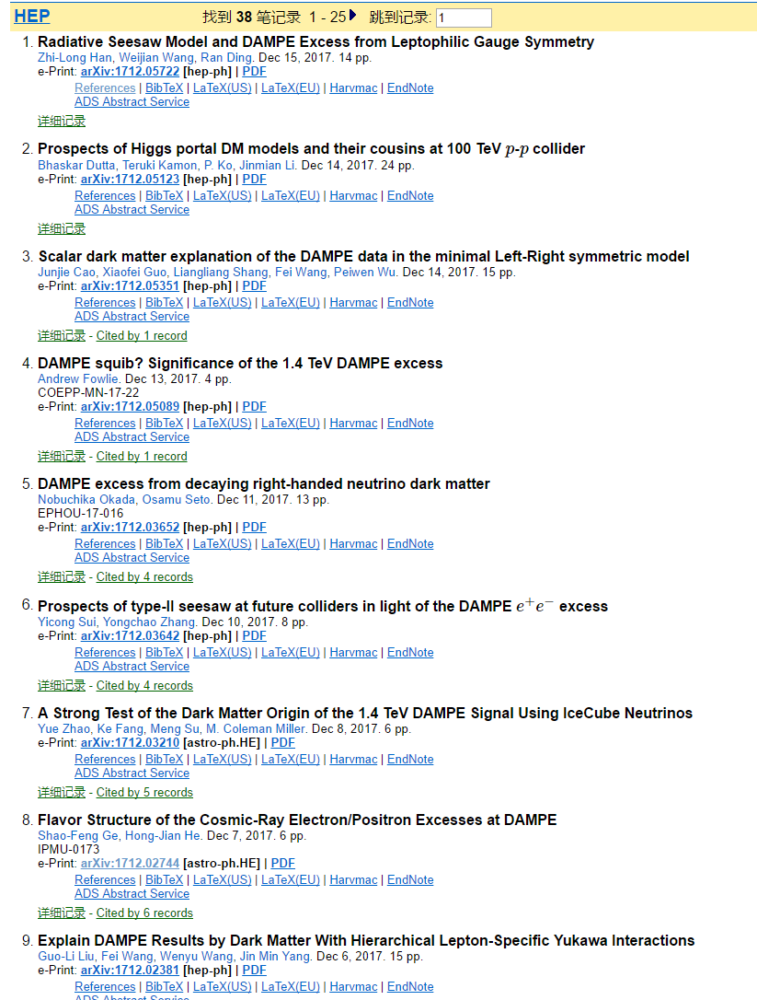 HEP 找到 38 笔记录 1 - 25 跳到记录: 1
1. Radiative Seesaw Model and DAMPE Excess from Leptophilic Gauge Symmetry
Zhi-Long Han, Weijian Wang, Ran Ding. Dec 15, 2017. 14 pp.
e-Print: arXiv:1712.05722 [hep-ph] | PDF
References | BibTeX | LaTeX(US) | LaTeX(EU) | Harvmac | EndNote
ADS Abstract Service
详细记录
2. Prospects of Higgs portal DM models and their cousins at 100 TeV p-p collider
Bhaskar Dutta, Teruki Kamon, P. Ko, Jinmian Li. Dec 14, 2017. 24 pp.
e-Print: arXiv:1712.05123 [hep-ph] | PDF
References | BibTeX | LaTeX(US) | LaTeX(EU) | Harvmac | EndNote
ADS Abstract Service
详细记录
3. Scalar dark matter explanation of the DAMPE data in the minimal Left-Right symmetric model
Junjie Cao, Xiaofei Guo, Liangliang Shang, Fei Wang, Peiwen Wu. Dec 14, 2017. 15 pp.
e-Print: arXiv:1712.05351 [hep-ph] | PDF
References | BibTeX | LaTeX(US) | LaTeX(EU) | Harvmac | EndNote
ADS Abstract Service
详细记录 - Cited by 1 record
4. DAMPE squib? Significance of the 1.4 TeV DAMPE excess
Andrew Fowlie. Dec 13, 2017. 4 pp.
COEPP-MN-17-22
e-Print: arXiv:1712.05089 [hep-ph] | PDF
References | BibTeX | LaTeX(US) | LaTeX(EU) | Harvmac | EndNote
ADS Abstract Service
详细记录 - Cited by 1 record
5. DAMPE excess from decaying right-handed neutrino dark matter
Nobuchika Okada, Osamu Seto. Dec 11, 2017. 13 pp.
EPHOU-17-016
e-Print: arXiv:1712.03652 [hep-ph] | PDF
References | BibTeX | LaTeX(US) | LaTeX(EU) | Harvmac | EndNote
ADS Abstract Service
详细记录 - Cited by 4 records
6. Prospects of type-II seesaw at future colliders in light of the DAMPE e⁺e⁻ excess
Yicong Sui, Yongchao Zhang. Dec 10, 2017. 8 pp.
e-Print: arXiv:1712.03642 [hep-ph] | PDF
References | BibTeX | LaTeX(US) | LaTeX(EU) | Harvmac | EndNote
ADS Abstract Service
详细记录 - Cited by 4 records
7. A Strong Test of the Dark Matter Origin of the 1.4 TeV DAMPE Signal Using IceCube Neutrinos
Yue Zhao, Ke Fang, Meng Su, M. Coleman Miller. Dec 8, 2017. 6 pp.
e-Print: arXiv:1712.03210 [astro-ph.HE] | PDF
References | BibTeX | LaTeX(US) | LaTeX(EU) | Harvmac | EndNote
ADS Abstract Service
详细记录 - Cited by 5 records
8. Flavor Structure of the Cosmic-Ray Electron/Positron Excesses at DAMPE
Shao-Feng Ge, Hong-Jian He. Dec 7, 2017. 6 pp.
IPMU-0173
e-Print: arXiv:1712.02744 [astro-ph.HE] | PDF
References | BibTeX | LaTeX(US) | LaTeX(EU) | Harvmac | EndNote
ADS Abstract Service
详细记录 - Cited by 6 records
9. Explain DAMPE Results by Dark Matter With Hierarchical Lepton-Specific Yukawa Interactions
Guo-Li Liu, Fei Wang, Wenyu Wang, Jin Min Yang. Dec 6, 2017. 15 pp.
e-Print: arXiv:1712.02381 [hep-ph] | PDF
References | BibTeX | LaTeX(US) | LaTeX(EU) | Harvmac | EndNote
ADS Abstract Service